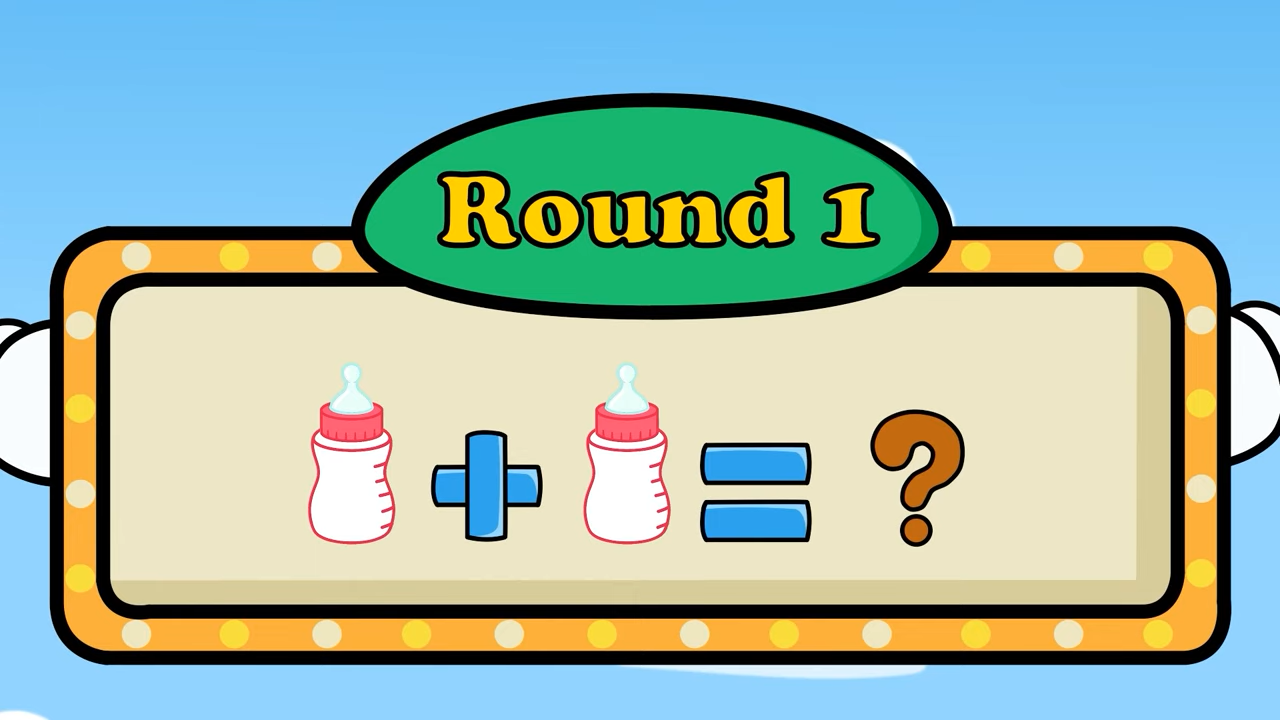 Round 1
+ = ?